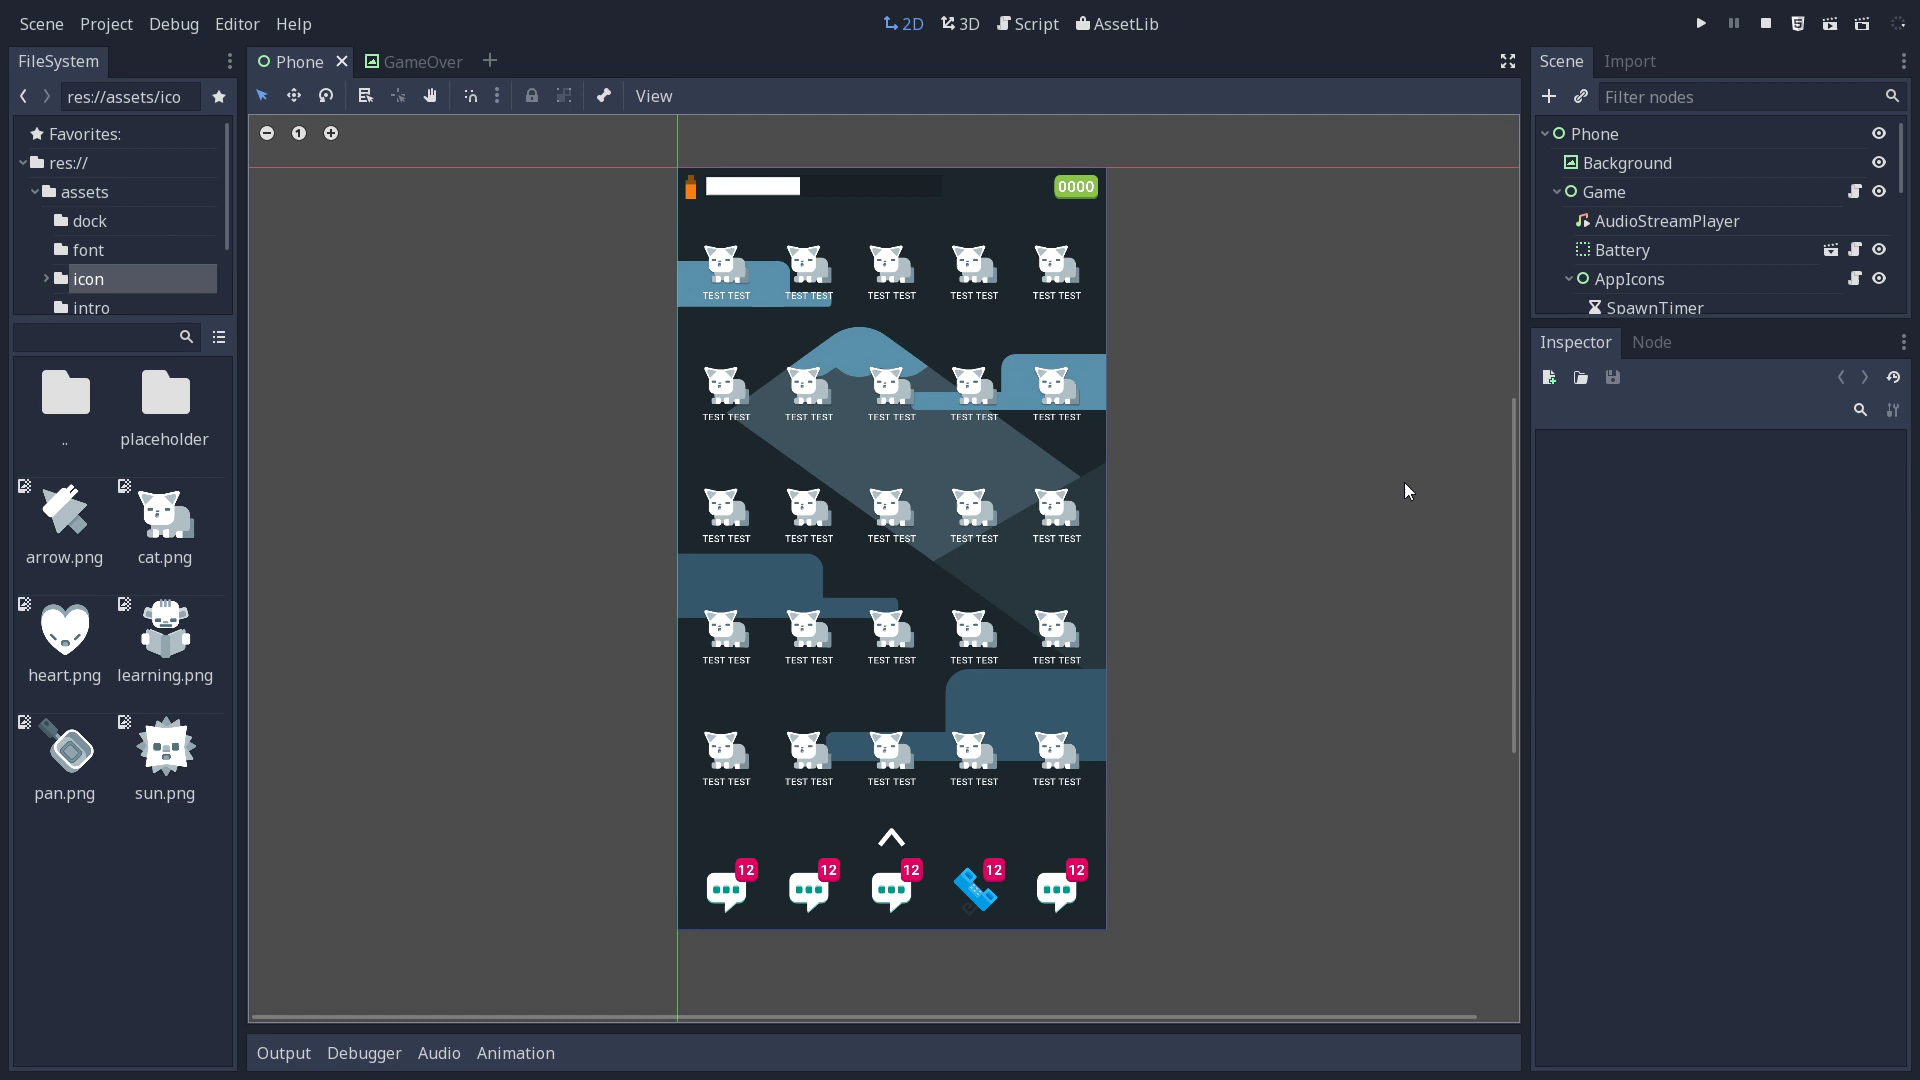 Scene Project Debug Editor Help
2D 3D Script AssetLib
FileSystem
res://assets/ico
Favorites:
res://
assets
dock
font
icon
intro
..
placeholder
arrow.png
cat.png
heart.png
learning.png
pan.png
sun.png
Phone
GameOver
View
1
0000
TEST TEST TEST TEST TEST TEST TEST TEST TEST TEST
TEST TEST TEST TEST TEST TEST TEST TEST TEST TEST
TEST TEST TEST TEST TEST TEST TEST TEST TEST TEST
TEST TEST TEST TEST TEST TEST TEST TEST TEST TEST
TEST TEST TEST TEST TEST TEST TEST TEST TEST TEST
12 12 12 12 12
Output Debugger Audio Animation
Scene Import
Filter nodes
Phone
Background
Game
AudioStreamPlayer
Battery
AppIcons
SpawnTimer
Inspector Node